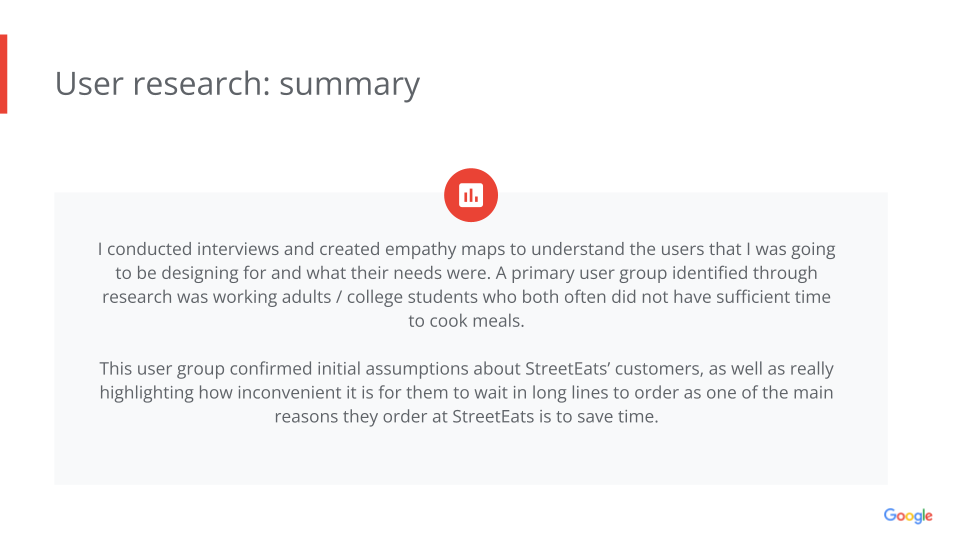 User research: summary
I conducted interviews and created empathy maps to understand the users that I was going
to be designing for and what their needs were. A primary user group identified through
research was working adults / college students who both often did not have sufficient time
to cook meals.
This user group confirmed initial assumptions about StreetEats’ customers, as well as really
highlighting how inconvenient it is for them to wait in long lines to order as one of the main
reasons they order at StreetEats is to save time.
Google